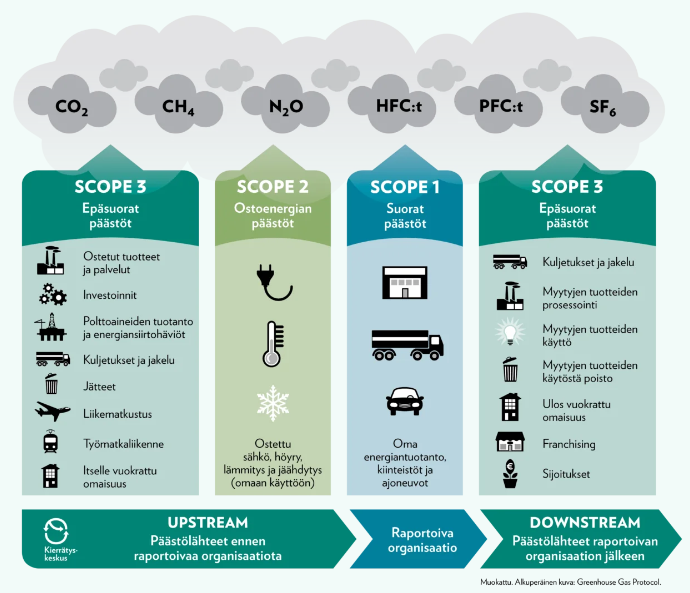 CO2
CH4
N2O
HFC:t
PFC:t
SF6
SCOPE 3
Epäsuorat
päästöt
Ostetut tuotteet
ja palvelut
Investoinnit
Polttoaineiden tuotanto
ja energiansiirtohäviöt
Kuljetukset ja jakelu
Jätteet
Liikematkustus
Työmatkaliikenne
Itselle vuokrattu
omaisuus
SCOPE 2
Ostoenergian
päästöt
Ostettu
sähkö, höyry,
lämmitys ja jäähdytys
(omaan käyttöön)
SCOPE 1
Suorat
päästöt
Oma
energiantuotanto,
kiinteistöt ja
ajoneuvot
SCOPE 3
Epäsuorat
päästöt
Kuljetukset ja jakelu
Myytyjen tuotteiden
prosessointi
Myytyjen tuotteiden
käyttö
Myytyjen tuotteiden
käytöstä poisto
Ulos vuokrattu
omaisuus
Franchising
€
Sijoitukset
Kierrätys-
keskus
UPSTREAM
Päästölähteet ennen
raportoivaa organisaatiota
Raportoiva
organisaatio
DOWNSTREAM
Päästölähteet raportoivan
organisaation jälkeen
Muokattu. Alkuperäinen kuva: Greenhouse Gas Protocol.